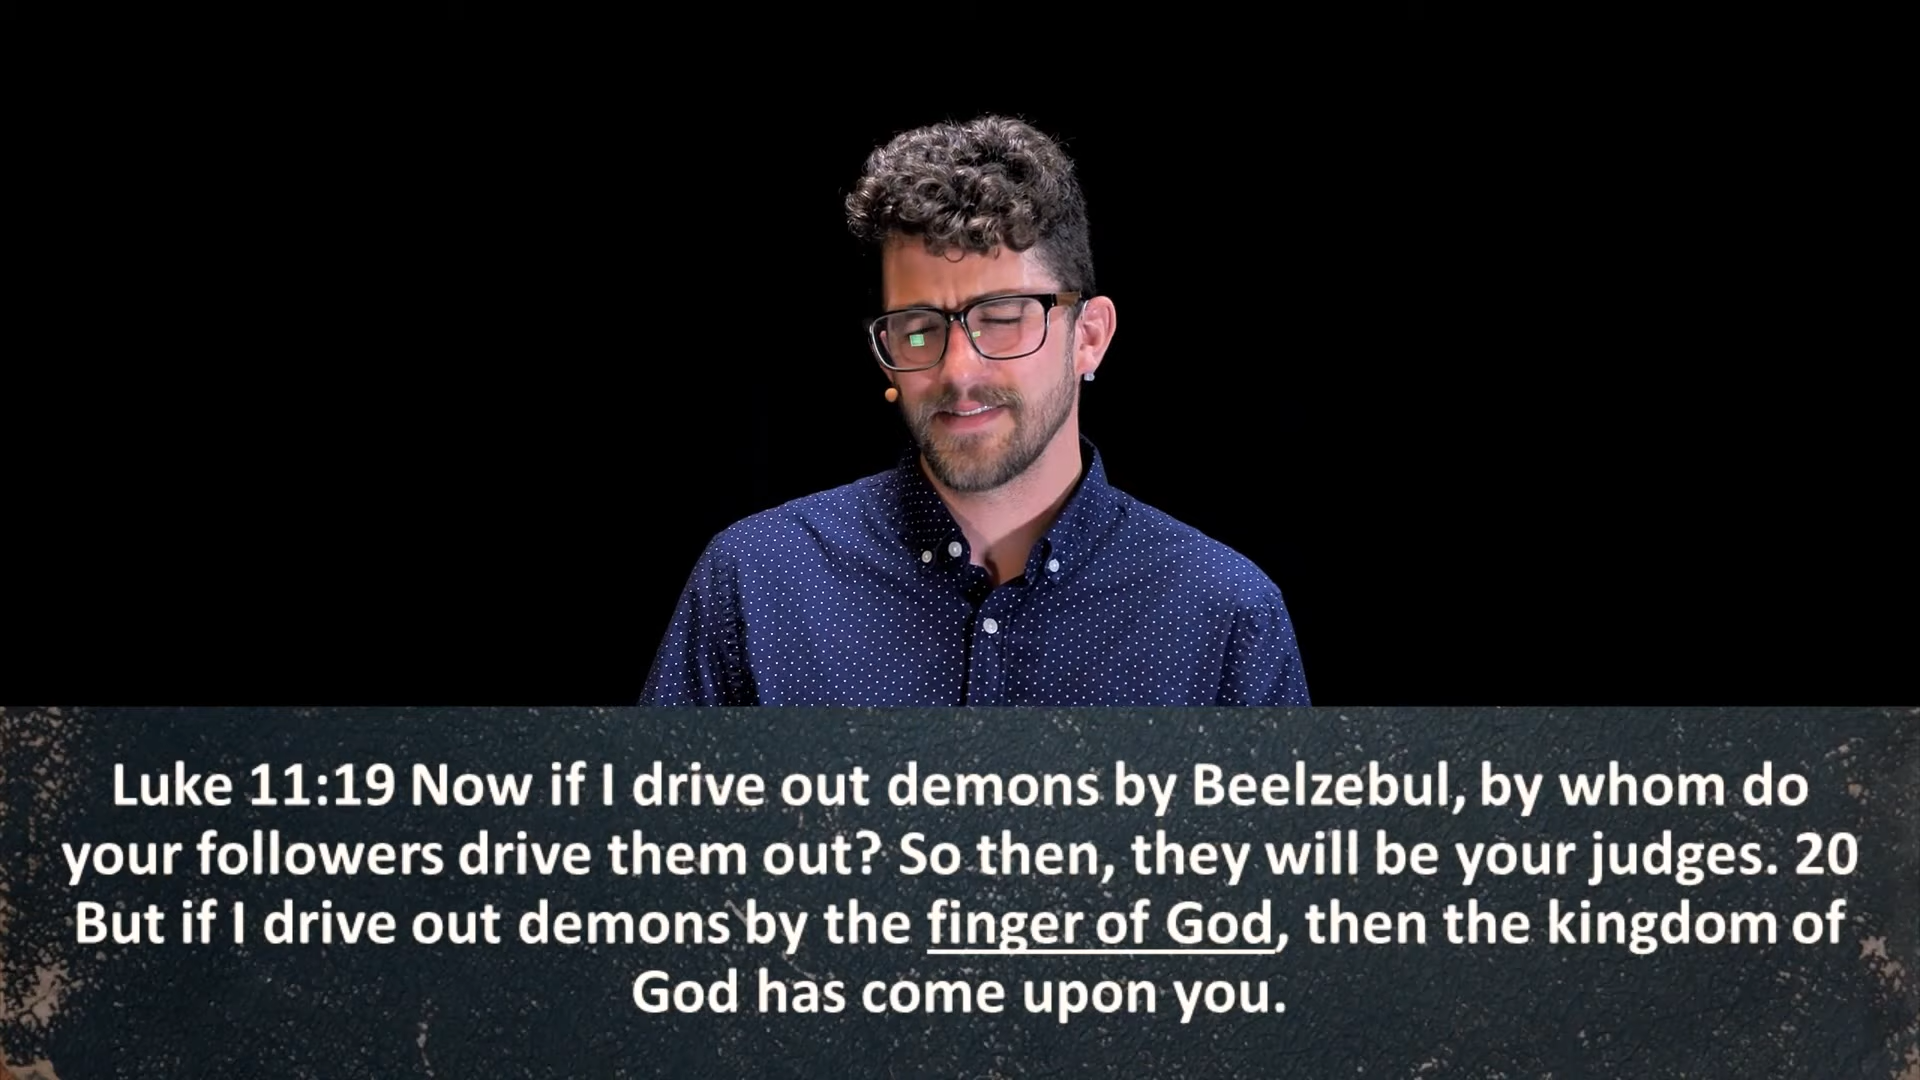 Luke 11:19 Now if I drive out demons by Beelzebul, by whom do
your followers drive them out? So then, they will be your judges. 20
But if I drive out demons by the finger of God, then the kingdom of
God has come upon you.